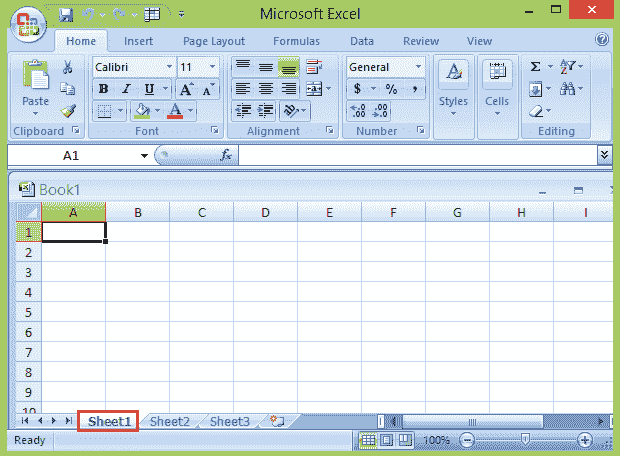 Microsoft Excel
Home Insert Page Layout Formulas Data Review View
Calibri 11 General
B I U $ % , Σ
Paste Styles Cells
Clipboard Font Alignment Number Editing
A1 fx
Book1
A B C D E F G H I
1
2
3
4
5
6
7
8
9
10
Sheet1 Sheet2 Sheet3
Ready 100%